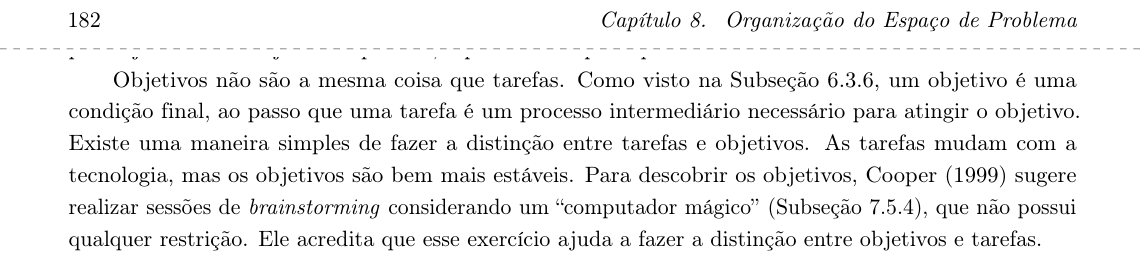 182 Capítulo 8. Organização do Espaço de Problema
Objetivos não são a mesma coisa que tarefas. Como visto na Subseção 6.3.6, um objetivo é uma
condição final, ao passo que uma tarefa é um processo intermediário necessário para atingir o objetivo.
Existe uma maneira simples de fazer a distinção entre tarefas e objetivos. As tarefas mudam com a
tecnologia, mas os objetivos são bem mais estáveis. Para descobrir os objetivos, Cooper (1999) sugere
realizar sessões de brainstorming considerando um “computador mágico” (Subseção 7.5.4), que não possui
qualquer restrição. Ele acredita que esse exercício ajuda a fazer a distinção entre objetivos e tarefas.